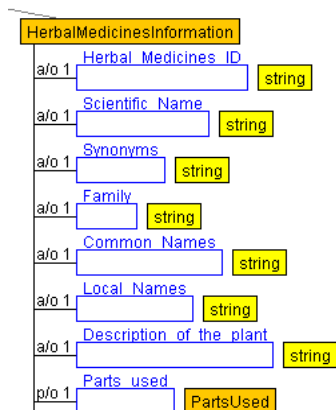 HerbalMedicinesInformation
Herbal Medicines ID
a/o 1 string
Scientific Name
a/o 1 string
Synonyms
a/o 1 string
Family
a/o 1 string
Common Names
a/o 1 string
Local Names
a/o 1 string
Description of the plant
a/o 1 string
Parts used
p/o 1 PartsUsed